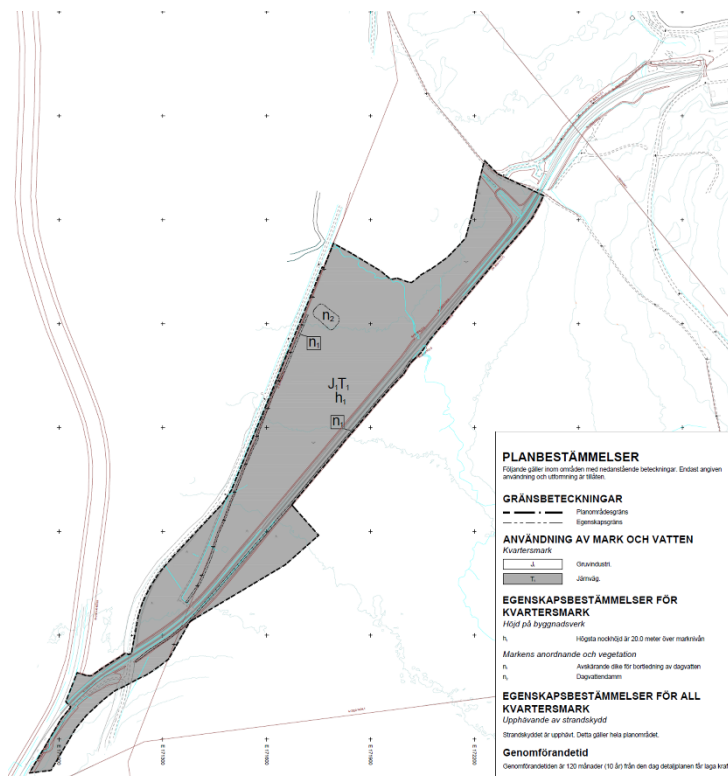 n₂
n₁
J₁T₁
h₁
n₁
PLANBESTÄMMELSER
Följande gäller inom områden med nedanstående beteckningar. Endast angiven
användning och utformning är tillåten.
GRÄNSBETECKNINGAR
Planområdesgräns
Egenskapsgräns
ANVÄNDNING AV MARK OCH VATTEN
Kvartersmark
J₁ Gruvindustri.
T₁ Järnväg.
EGENSKAPSBESTÄMMELSER FÖR
KVARTERSMARK
Höjd på byggnadsverk
h₁ Högsta nockhöjd är 20.0 meter över marknivån
Markens anordnande och vegetation
n₁ Avskärande dike för bortledning av dagvatten
n₂ Dagvattendamm
EGENSKAPSBESTÄMMELSER FÖR ALL
KVARTERSMARK
Upphävande av strandskydd
Strandskyddet är upphävt. Detta gäller hela planområdet.
Genomförandetid
Genomförandetiden är 120 månader (10 år) från den dag detaljplanen får laga kraft